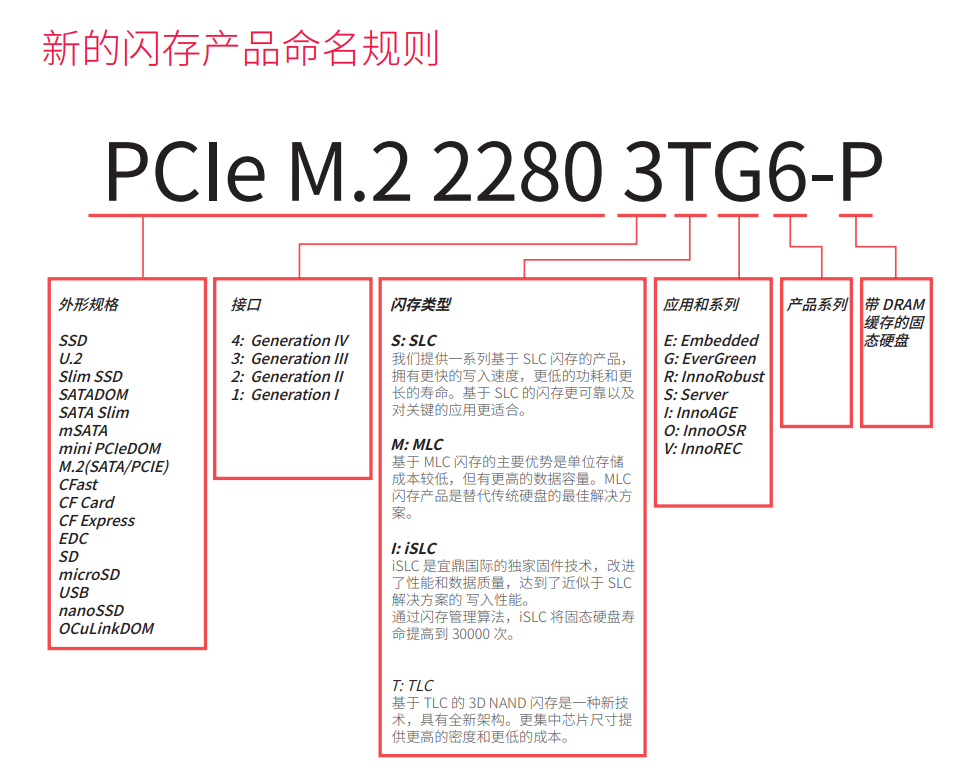 新的闪存产品命名规则
PCIe M.2 2280 3TG6-P
外形规格
SSD
U.2
Slim SSD
SATADOM
SATA Slim
mSATA
mini PCIeDOM
M.2(SATA/PCIE)
CFast
CF Card
CF Express
EDC
SD
microSD
USB
nanoSSD
OCuLinkDOM
接口
4: Generation IV
3: Generation III
2: Generation II
1: Generation I
闪存类型
S: SLC
我们提供一系列基于 SLC 闪存的产品，
拥有更快的写入速度，更低的功耗和更
长的寿命。基于 SLC 的闪存更可靠以及
对关键的应用更适合。
M: MLC
基于 MLC 闪存的主要优势是单位存储
成本较低，但有更高的数据容量。MLC
闪存产品是替代传统硬盘的最佳解决方
案。
I: iSLC
iSLC 是宜鼎国际的独家固件技术，改进
了性能和数据质量，达到了近似于 SLC
解决方案的 写入性能。
通过闪存管理算法，iSLC 将固态硬盘寿
命提高到 30000 次。
T: TLC
基于 TLC 的 3D NAND 闪存是一种新技
术，具有全新架构。更集中芯片尺寸提
供更高的密度和更低的成本。
应用和系列
E: Embedded
G: EverGreen
R: InnoRobust
S: Server
I: InnoAGE
O: InnoOSR
V: InnoREC
产品系列
带 DRAM
缓存的固
态硬盘